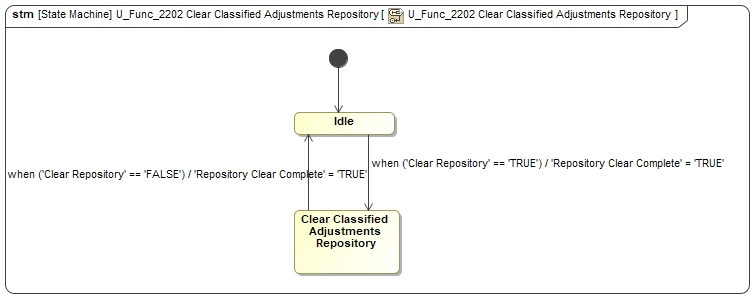 stm [State Machine] U_Func_2202 Clear Classified Adjustments Repository [ U_Func_2202 Clear Classified Adjustments Repository ]
Idle
when ('Clear Repository' == 'TRUE') / 'Repository Clear Complete' = 'TRUE'
when ('Clear Repository' == 'FALSE') / 'Repository Clear Complete' = 'TRUE'
Clear Classified
Adjustments
Repository